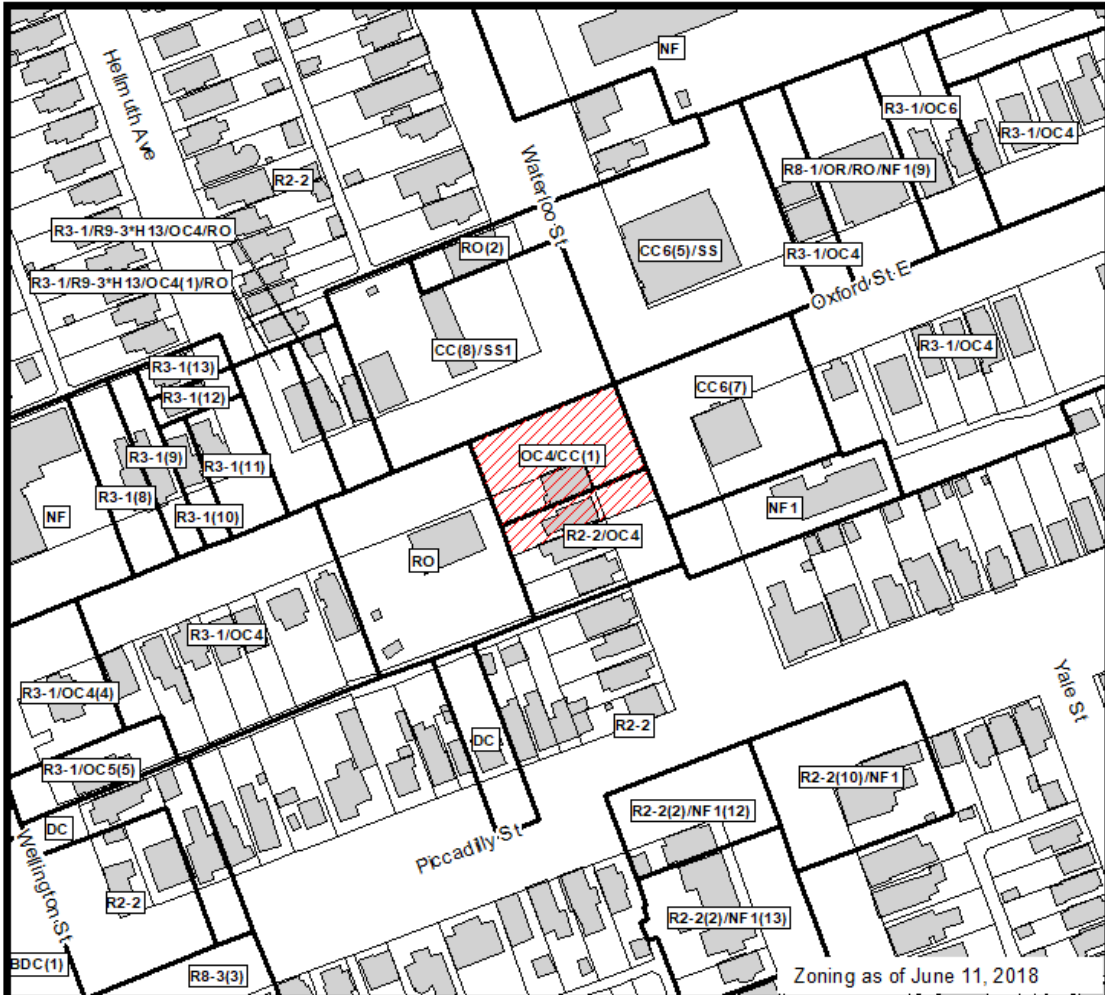 NF
Hellmuth Ave
R3-1/OC6
R3-1/OC4
Waterloo St
R2-2
R8-1/OR/RO/NF1(9)
R3-1/R9-3*H13/OC4/RO
RO(2)
CC6(5)/SS
R3-1/OC4
R3-1/R9-3*H13/OC4(1)/RO
Oxford St E
CC(8)/SS1
R3-1/OC4
R3-1(13)
CC6(7)
R3-1(12)
OC4/CC(1)
R3-1(9)
R3-1(11)
R3-1(8)
NF1
NF
R3-1(10)
R2-2/OC4
RO
R3-1/OC4
R3-1/OC4(4)
Yale St
R2-2
DC
R3-1/OC5(5)
R2-2(10)/NF1
R2-2(2)/NF1(12)
DC
Piccadilly St
Wellington St
R2-2
R2-2(2)/NF1(13)
BDC(1)
R8-3(3)
Zoning as of June 11, 2018